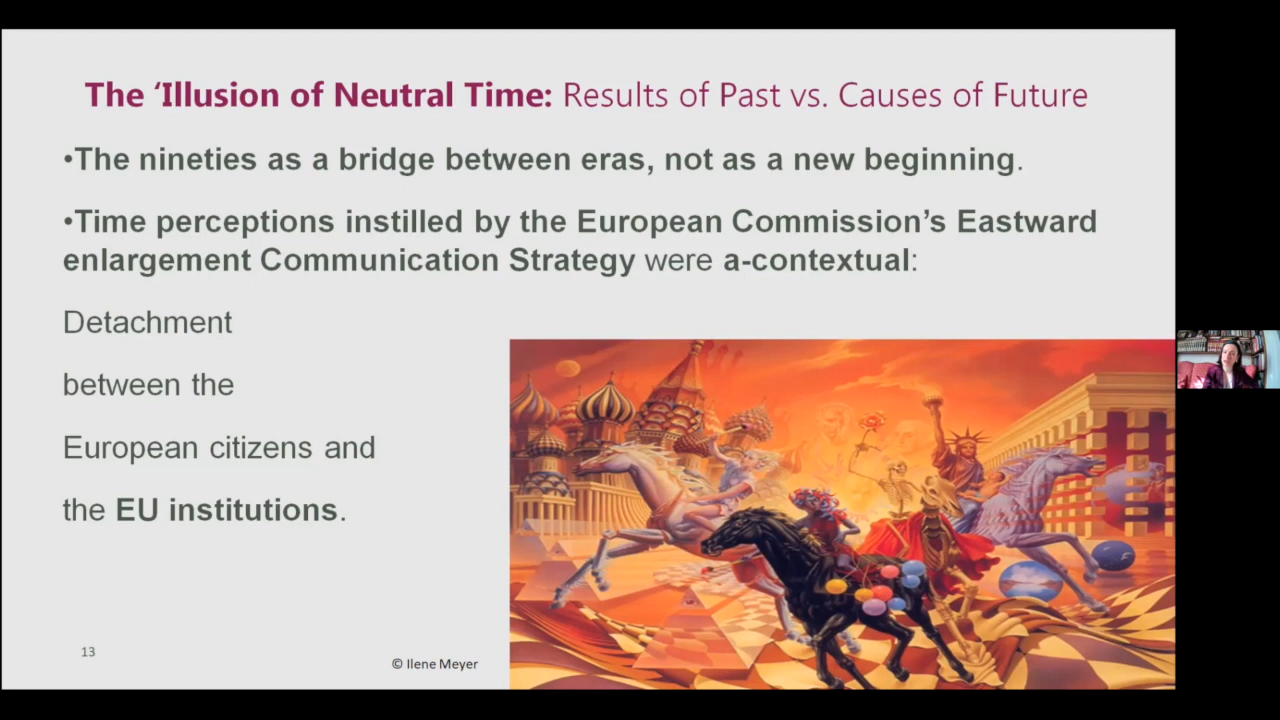 The ‘Illusion of Neutral Time: Results of Past vs. Causes of Future
•The nineties as a bridge between eras, not as a new beginning.
•Time perceptions instilled by the European Commission’s Eastward
enlargement Communication Strategy were a-contextual:
Detachment
between the
European citizens and
the EU institutions.
13
© Ilene Meyer